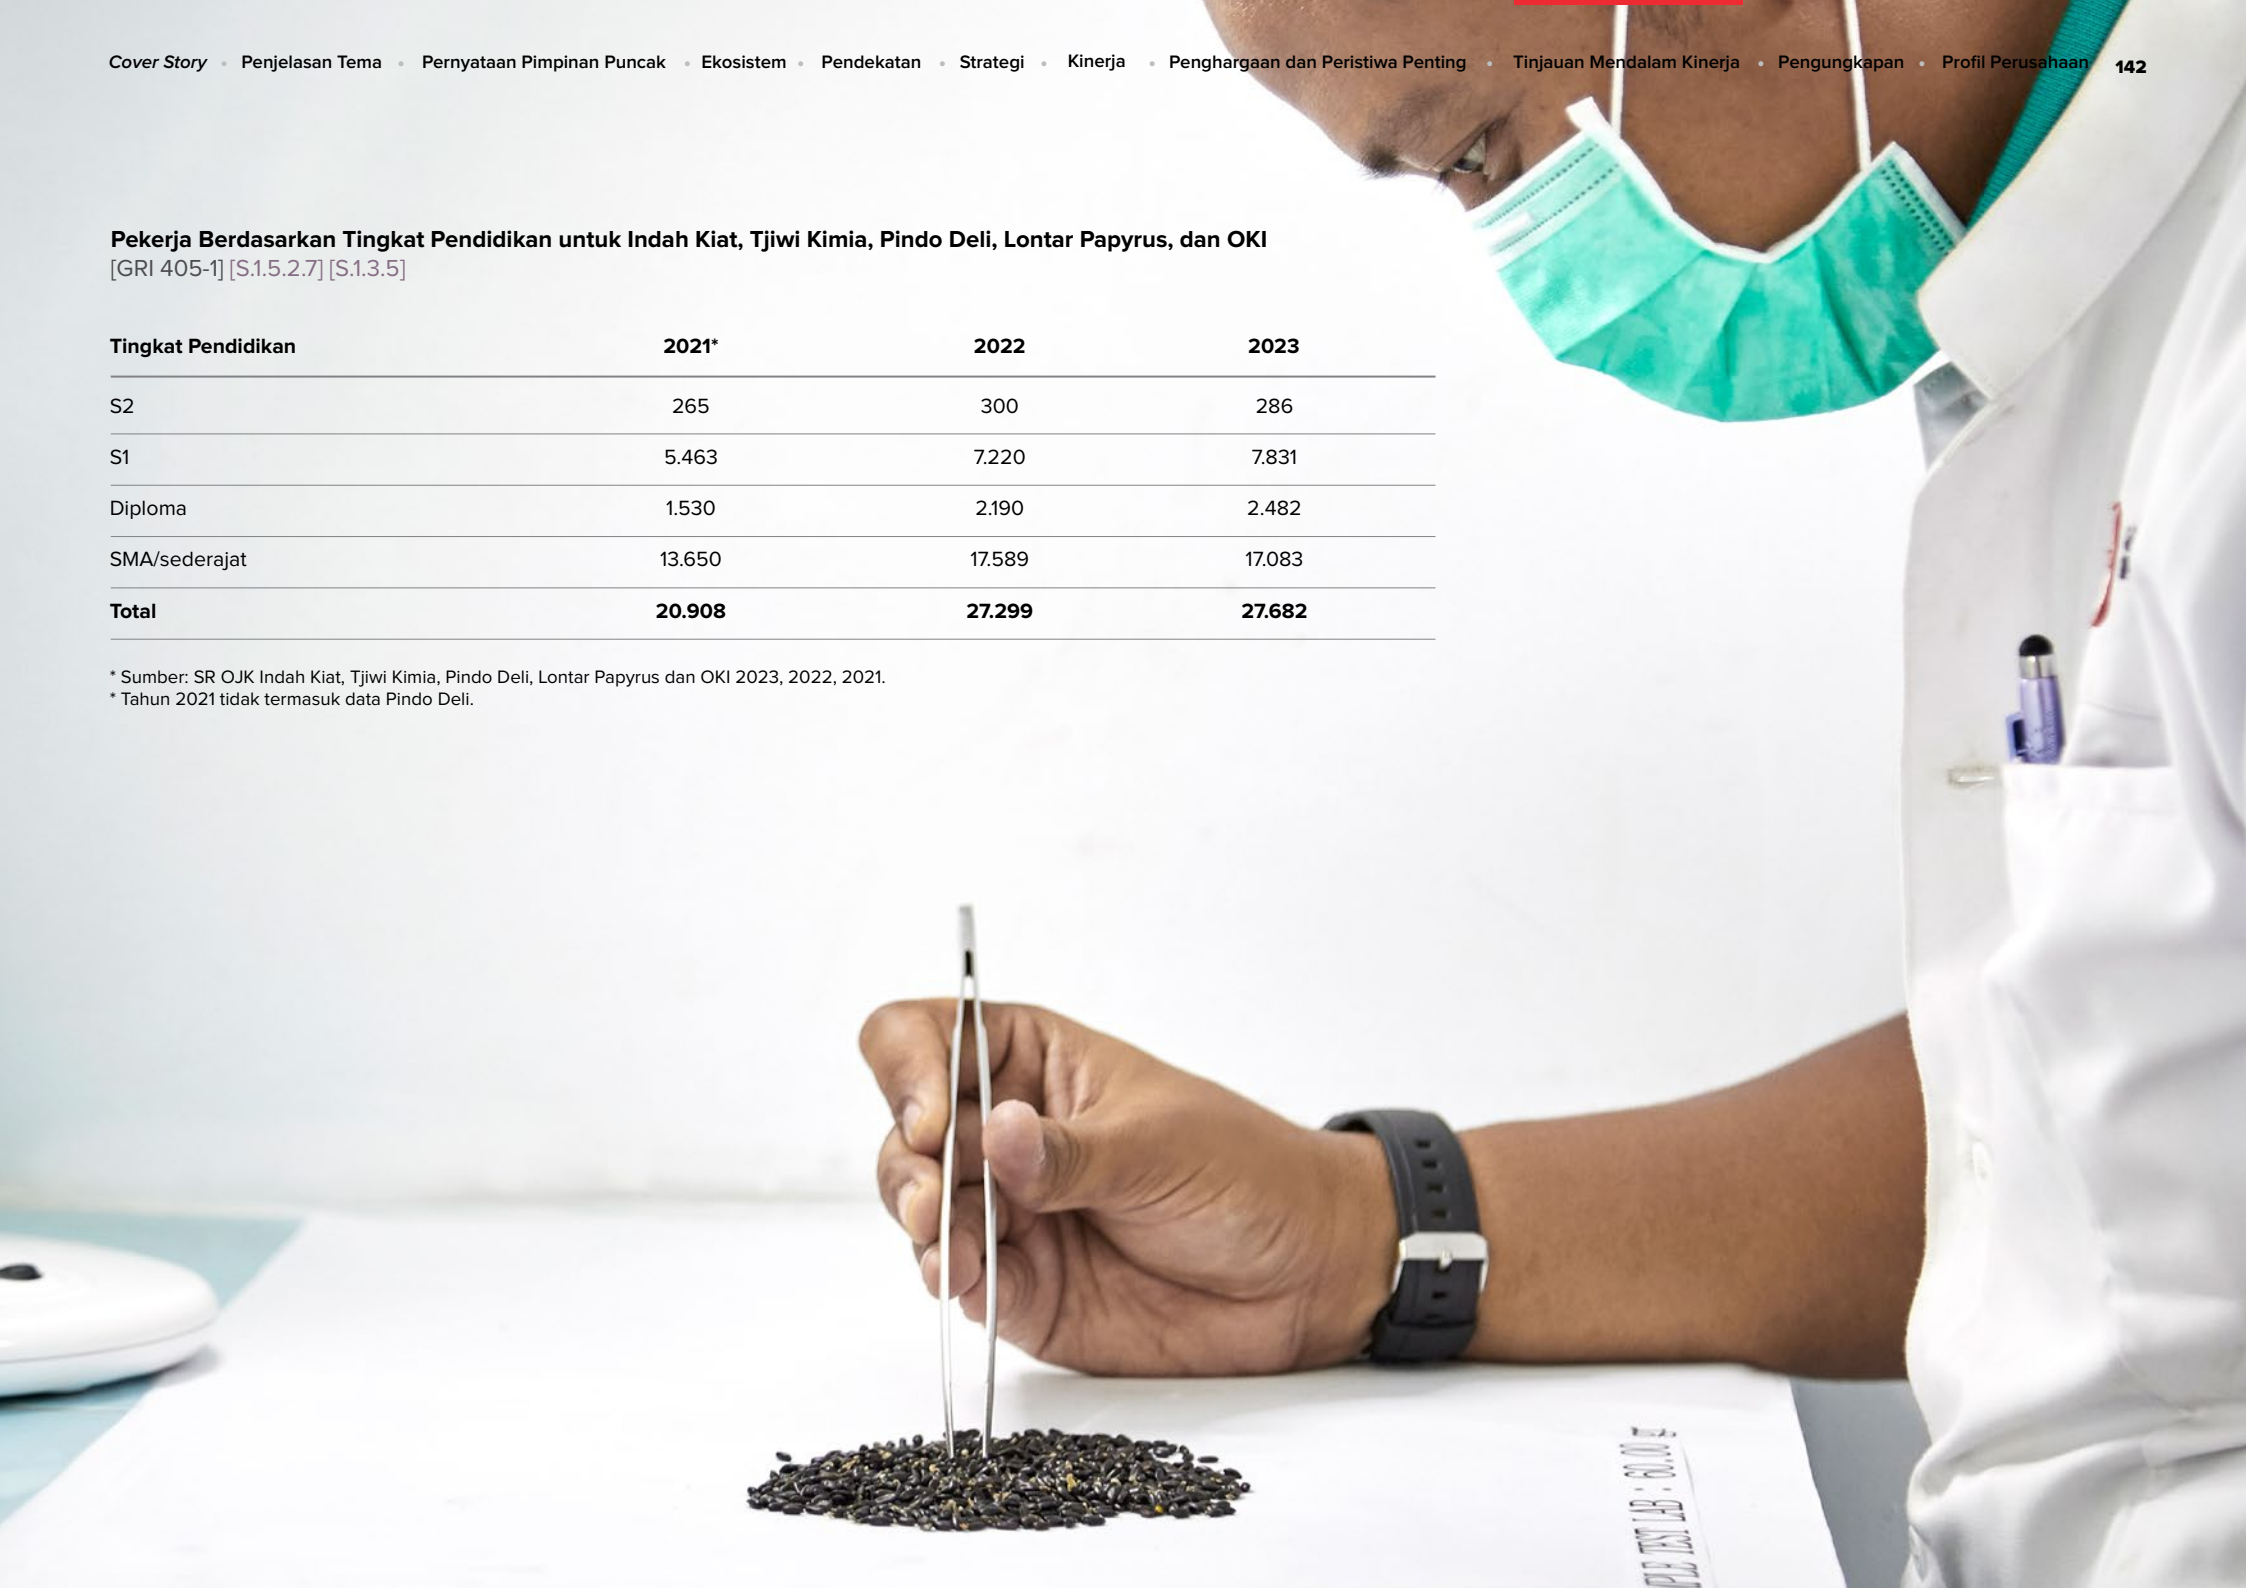 Cover Story • Penjelasan Tema • Pernyataan Pimpinan Puncak • Ekosistem • Pendekatan • Strategi • Kinerja • Penghargaan dan Peristiwa Penting • Tinjauan Mendalam Kinerja • Pengungkapan • Profil Perusahaan 142
Pekerja Berdasarkan Tingkat Pendidikan untuk Indah Kiat, Tjiwi Kimia, Pindo Deli, Lontar Papyrus, dan OKI
[GRI 405-1] [S.1.5.2.7] [S.1.3.5]
Tingkat Pendidikan 2021* 2022 2023
S2 265 300 286
S1 5.463 7.220 7.831
Diploma 1.530 2.190 2.482
SMA/sederajat 13.650 17.589 17.083
Total 20.908 27.299 27.682
* Sumber: SR OJK Indah Kiat, Tjiwi Kimia, Pindo Deli, Lontar Papyrus dan OKI 2023, 2022, 2021.
* Tahun 2021 tidak termasuk data Pindo Deli.
TEST LAB : 60,00 gr